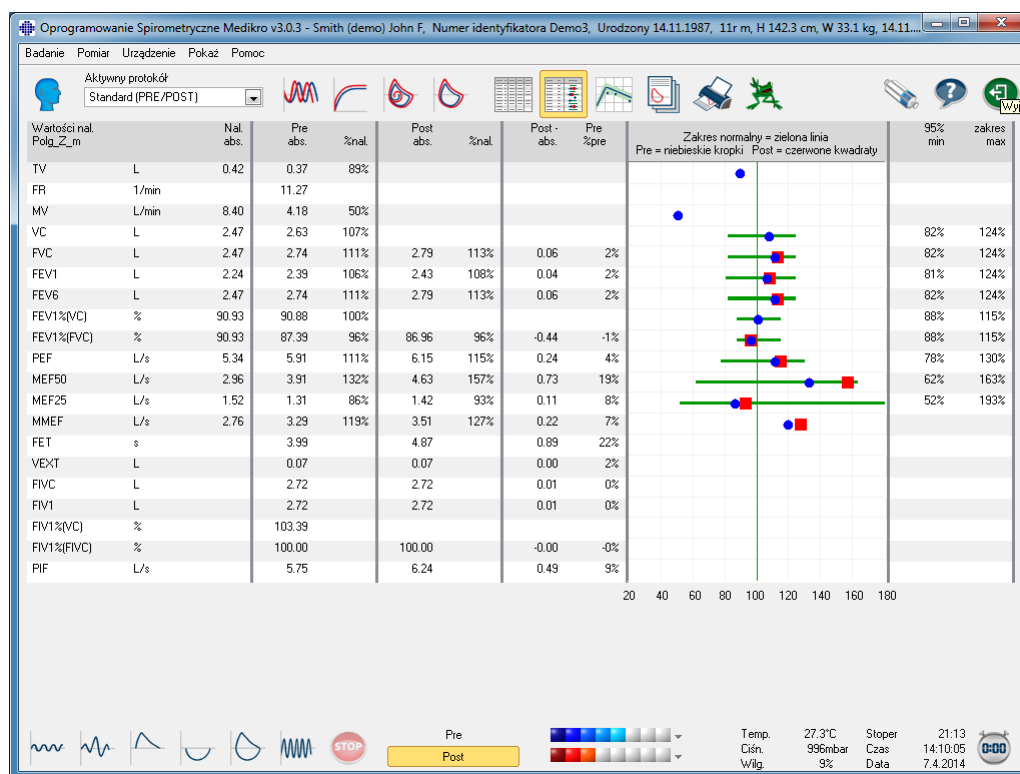 Oprogramowanie Spirometryczne Medikro v3.0.3 - Smith (demo) John F, Numer identyfikatora Demo3, Urodzony 14.11.1987, 11r m, H 142.3 cm, W 33.1 kg, 14.11....
Badanie Pomiar Urządzenie Pokaż Pomoc
Aktywny protokół
Standard (PRE/POST)
Wyj
Wartości nal. Nal. Pre Post Post - Pre 95% zakres
Polg_Z_m abs. abs. %nal. abs. %nal. abs. %pre min max
Zakres normalny = zielona linia
Pre = niebieskie kropki Post = czerwone kwadraty
TV L 0.42 0.37 89%
FR 1/min 11.27
MV L/min 8.40 4.18 50%
VC L 2.47 2.63 107% 82% 124%
FVC L 2.47 2.74 111% 2.79 113% 0.06 2% 82% 124%
FEV1 L 2.24 2.39 106% 2.43 108% 0.04 2% 81% 124%
FEV6 L 2.47 2.74 111% 2.79 113% 0.06 2% 82% 124%
FEV1%(VC) % 90.93 90.88 100% 88% 115%
FEV1%(FVC) % 90.93 87.39 96% 86.96 96% -0.44 -1% 88% 115%
PEF L/s 5.34 5.91 111% 6.15 115% 0.24 4% 78% 130%
MEF50 L/s 2.96 3.91 132% 4.63 157% 0.73 19% 62% 163%
MEF25 L/s 1.52 1.31 86% 1.42 93% 0.11 8% 52% 193%
MMEF L/s 2.76 3.29 119% 3.51 127% 0.22 7%
FET s 3.99 4.87 0.89 22%
VEXT L 0.07 0.07 0.00 2%
FIVC L 2.72 2.72 0.01 0%
FIV1 L 2.72 2.72 0.01 0%
FIV1%(VC) % 103.39
FIV1%(FIVC) % 100.00 100.00 -0.00 -0%
PIF L/s 5.75 6.24 0.49 9%
20 40 60 80 100 120 140 160 180
STOP
Pre
Post
Temp. 27.3°C Stoper 21:13
Ciśn. 996mbar Czas 14:10:05
Wilg. 9% Data 7.4.2014
0:00